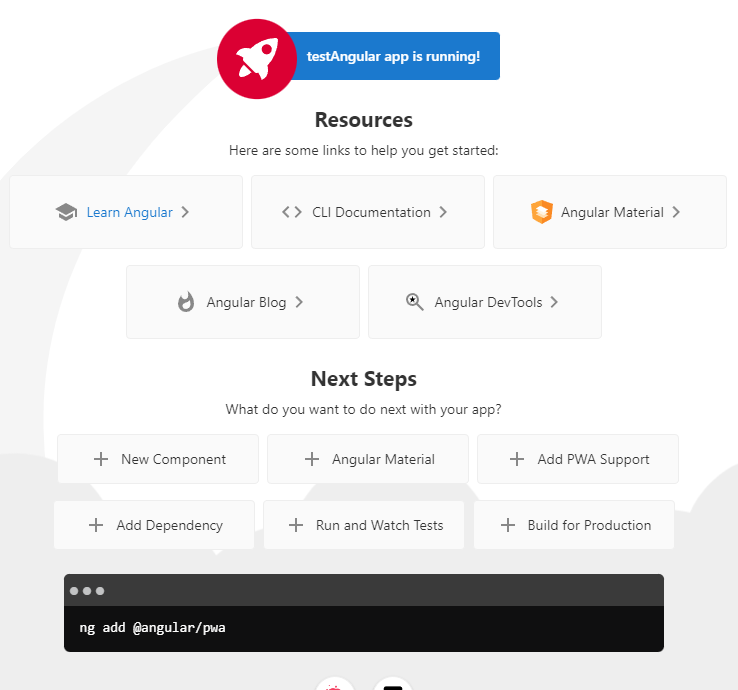 testAngular app is running!
Resources
Here are some links to help you get started:
Learn Angular
CLI Documentation
Angular Material
Angular Blog
Angular DevTools
Next Steps
What do you want to do next with your app?
New Component
Angular Material
Add PWA Support
Add Dependency
Run and Watch Tests
Build for Production
ng add @angular/pwa